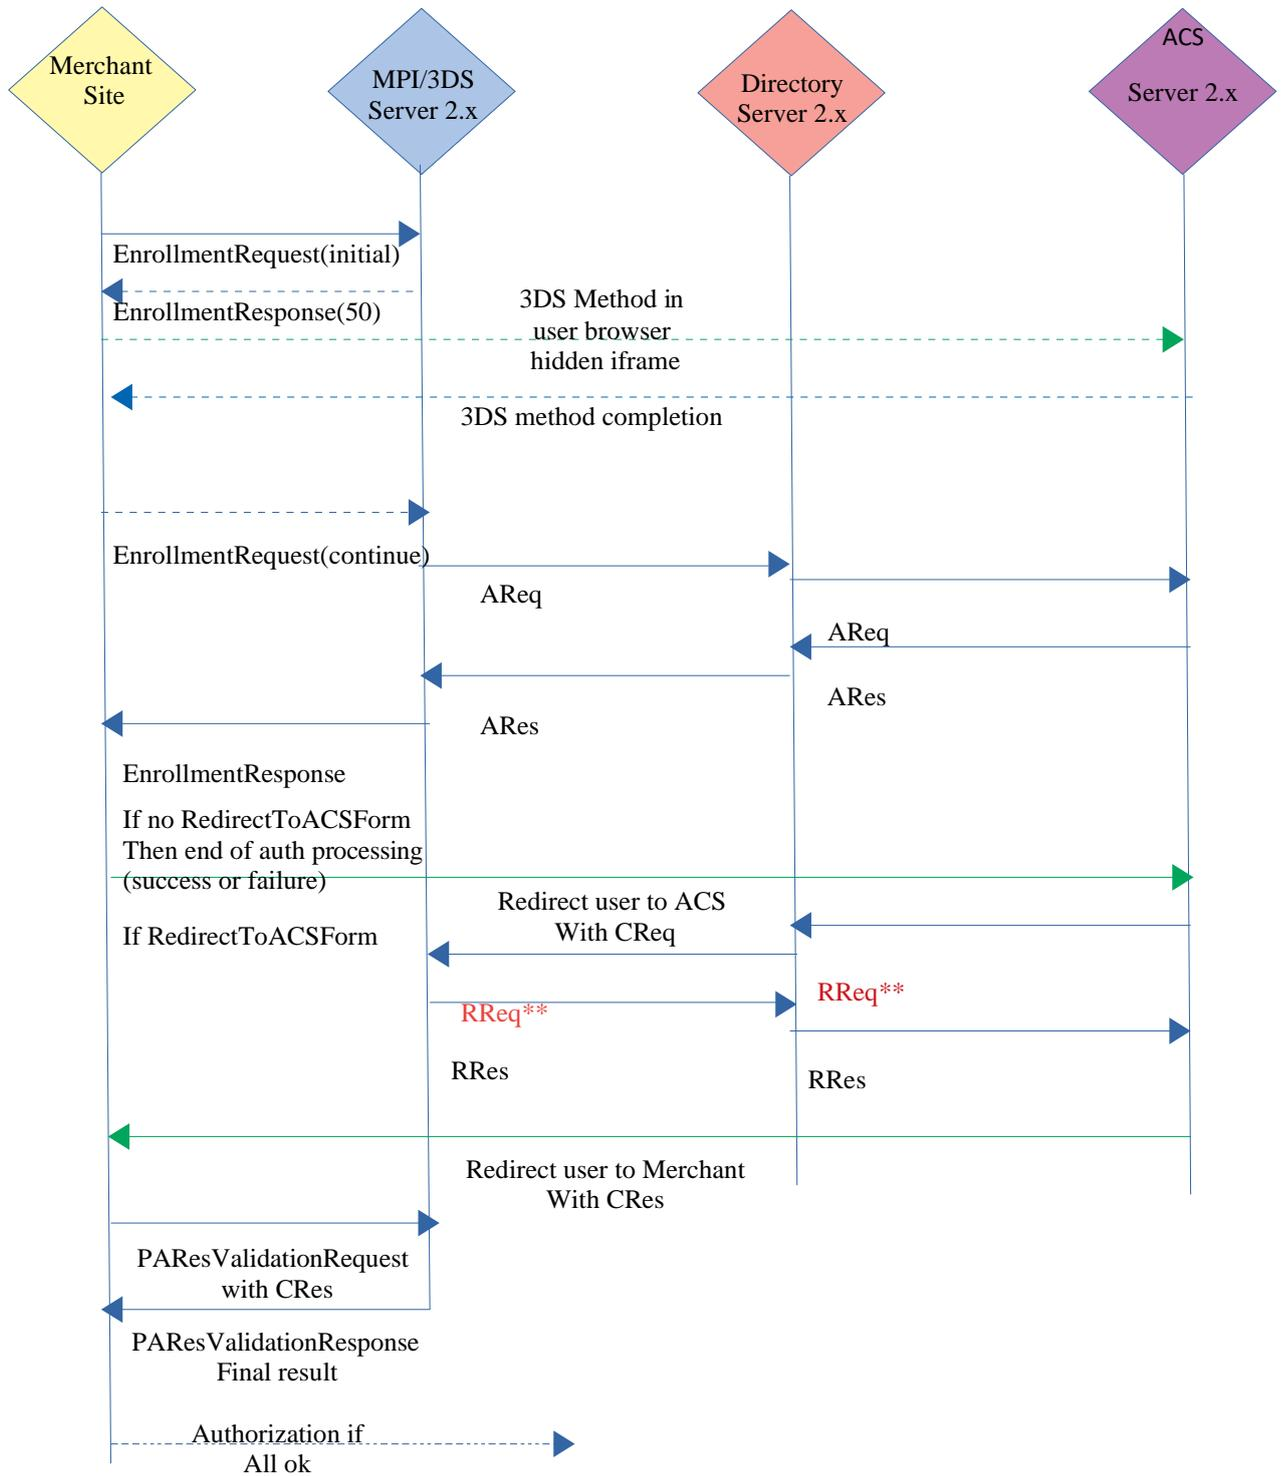 Merchant
Site
MPI/3DS
Server 2.x
Directory
Server 2.x
ACS
Server 2.x
EnrollmentRequest(initial)
EnrollmentResponse(50)
3DS Method in
user browser
hidden iframe
3DS method completion
EnrollmentRequest(continue)
AReq
AReq
ARes
ARes
EnrollmentResponse
If no RedirectToACSForm
Then end of auth processing
(success or failure)
Redirect user to ACS
With CReq
If RedirectToACSForm
RReq**
RReq**
RRes
RRes
Redirect user to Merchant
With CRes
PAResValidationRequest
with CRes
PAResValidationResponse
Final result
Authorization if
All ok